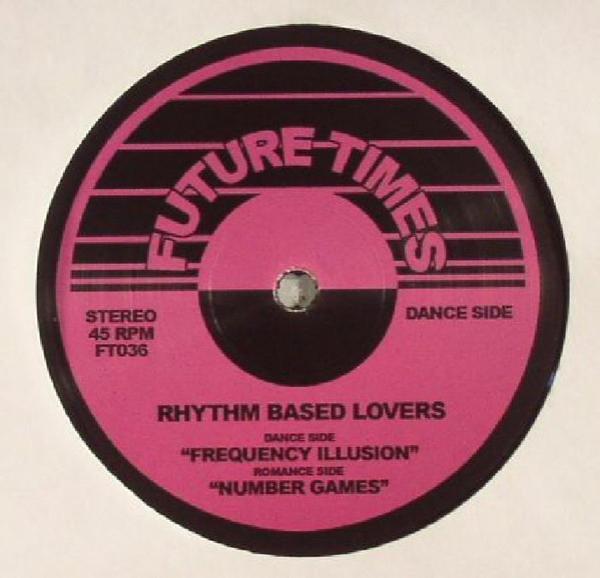 FUTURE TIMES
STEREO
45 RPM
FT036
DANCE SIDE
RHYTHM BASED LOVERS
DANCE SIDE
“FREQUENCY ILLUSION”
ROMANCE SIDE
“NUMBER GAMES”